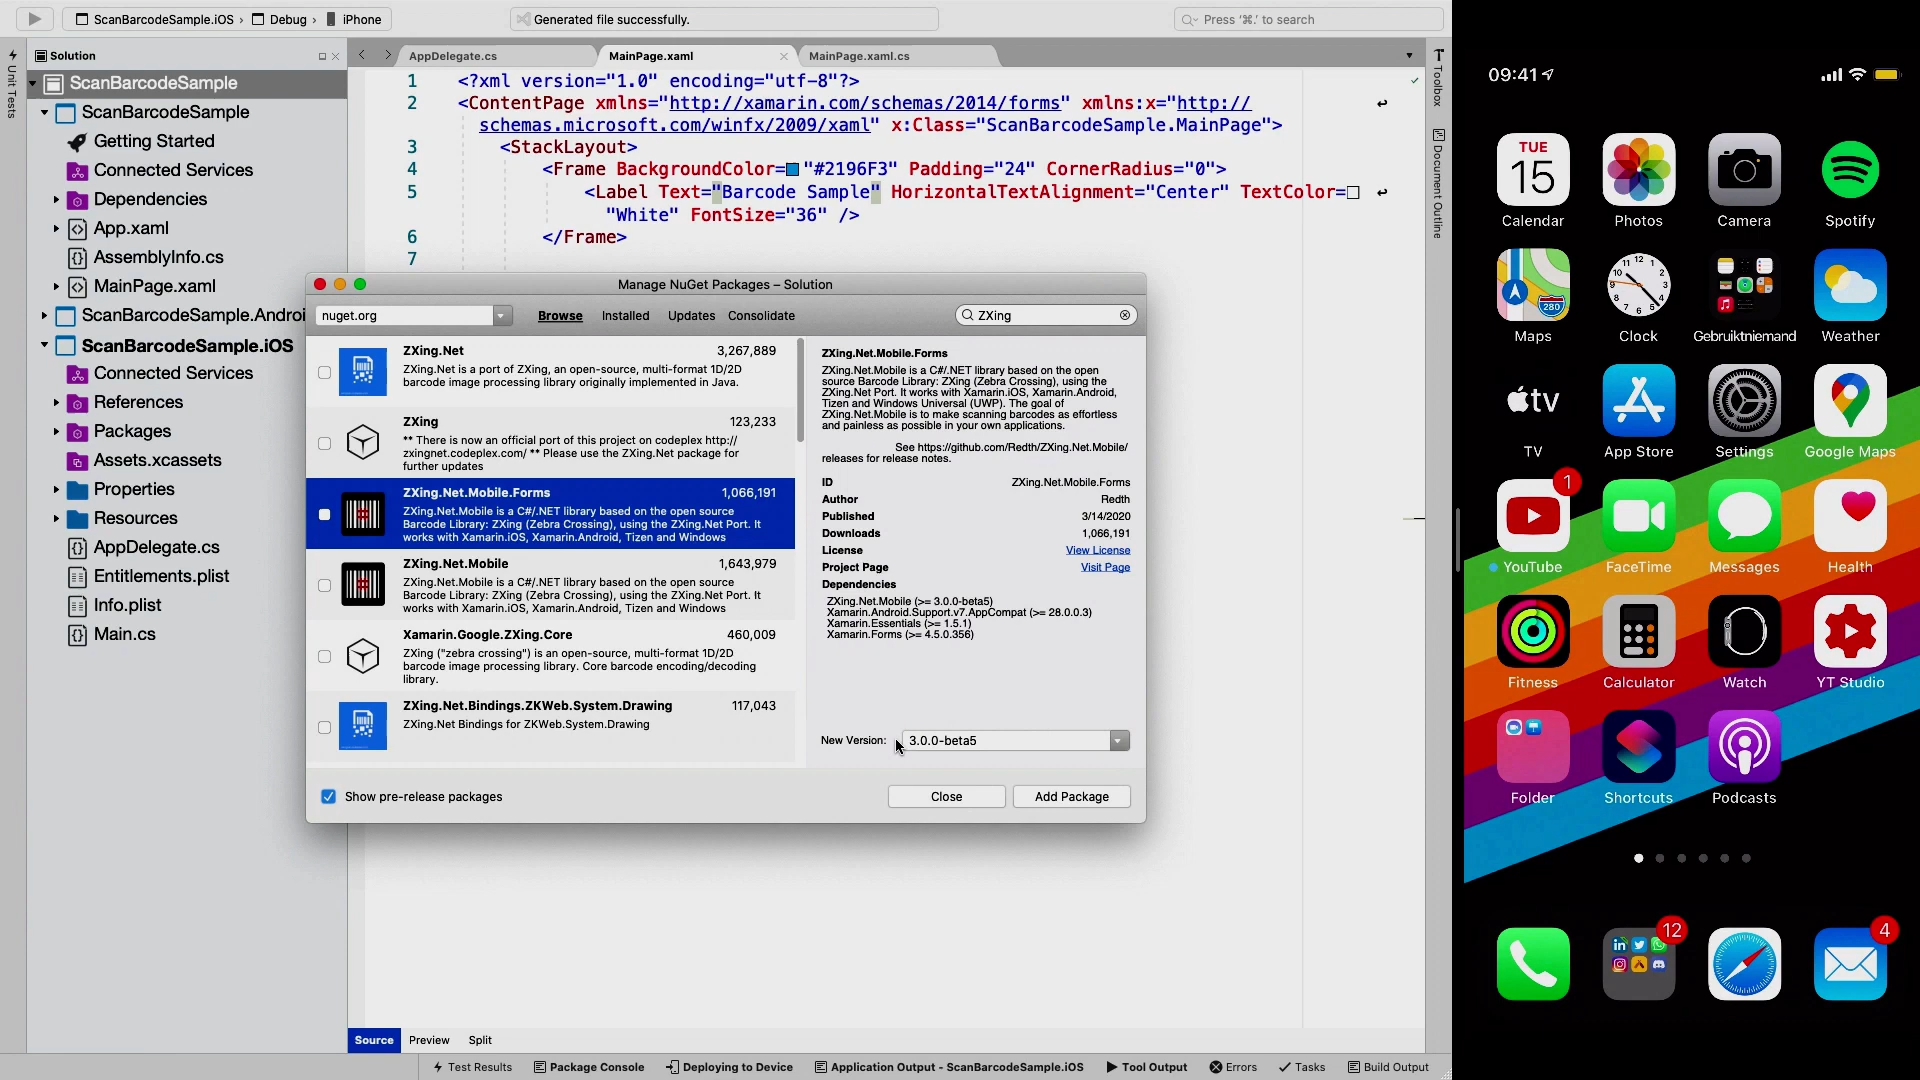 ScanBarcodeSample.iOS › Debug › iPhone
Generated file successfully.
Press '⌘.' to search
Unit Tests
Solution
ScanBarcodeSample
ScanBarcodeSample
Getting Started
Connected Services
Dependencies
App.xaml
AssemblyInfo.cs
MainPage.xaml
ScanBarcodeSample.Androi
ScanBarcodeSample.iOS
Connected Services
References
Packages
Assets.xcassets
Properties
Resources
AppDelegate.cs
Entitlements.plist
Info.plist
Main.cs
AppDelegate.cs
MainPage.xaml
MainPage.xaml.cs
1 <?xml version="1.0" encoding="utf-8"?>
2 <ContentPage xmlns="http://xamarin.com/schemas/2014/forms" xmlns:x="http://
schemas.microsoft.com/winfx/2009/xaml" x:Class="ScanBarcodeSample.MainPage">
3 <StackLayout>
4 <Frame BackgroundColor="#2196F3" Padding="24" CornerRadius="0">
5 <Label Text="Barcode Sample" HorizontalTextAlignment="Center" TextColor=
"White" FontSize="36" />
6 </Frame>
7
Toolbox
Document Outline
Manage NuGet Packages – Solution
nuget.org
Browse
Installed
Updates
Consolidate
ZXing
ZXing.Net 3,267,889
ZXing.Net is a port of ZXing, an open-source, multi-format 1D/2D
barcode image processing library originally implemented in Java.
ZXing 123,233
** There is now an official port of this project on codeplex http://
zxingnet.codeplex.com/ ** Please use the ZXing.Net package for
further updates
ZXing.Net.Mobile.Forms 1,066,191
ZXing.Net.Mobile is a C#/.NET library based on the open source
Barcode Library: ZXing (Zebra Crossing), using the ZXing.Net Port. It
works with Xamarin.iOS, Xamarin.Android, Tizen and Windows
ZXing.Net.Mobile 1,643,979
ZXing.Net.Mobile is a C#/.NET library based on the open source
Barcode Library: ZXing (Zebra Crossing), using the ZXing.Net Port. It
works with Xamarin.iOS, Xamarin.Android, Tizen and Windows
Xamarin.Google.ZXing.Core 460,009
ZXing ("zebra crossing") is an open-source, multi-format 1D/2D
barcode image processing library. Core barcode encoding/decoding
library.
ZXing.Net.Bindings.ZKWeb.System.Drawing 117,043
ZXing.Net Bindings for ZKWeb.System.Drawing
ZXing.Net.Mobile.Forms
ZXing.Net.Mobile is a C#/.NET library based on the open
source Barcode Library: ZXing (Zebra Crossing), using the
ZXing.Net Port. It works with Xamarin.iOS, Xamarin.Android,
Tizen and Windows Universal (UWP). The goal of
ZXing.Net.Mobile is to make scanning barcodes as effortless
and painless as possible in your own applications.
See https://github.com/Redth/ZXing.Net.Mobile/
releases for release notes.
ID ZXing.Net.Mobile.Forms
Author Redth
Published 3/14/2020
Downloads 1,066,191
License View License
Project Page Visit Page
Dependencies
ZXing.Net.Mobile (>= 3.0.0-beta5)
Xamarin.Android.Support.v7.AppCompat (>= 28.0.0.3)
Xamarin.Essentials (>= 1.5.1)
Xamarin.Forms (>= 4.5.0.356)
New Version: 3.0.0-beta5
Show pre-release packages
Close
Add Package
Source
Preview
Split
Test Results
Package Console
Deploying to Device
Application Output - ScanBarcodeSample.iOS
Tool Output
Errors
Tasks
Build Output
09:41
TUE
15
Calendar
Photos
Camera
Spotify
280
Maps
Clock
Gebruiktniemand
Weather
tv
TV
App Store
Settings
Google Maps
1
YouTube
FaceTime
Messages
Health
Fitness
Calculator
Watch
YT Studio
Folder
Shortcuts
Podcasts
12
4